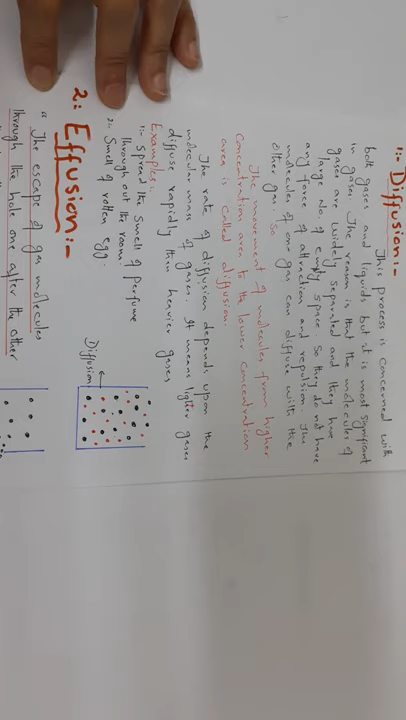 1:- Diffusion:-
This process is concerned with
both gases and liquids but it is most significant
in gases. The reason is that the molecules of
gases are widely separated and they have
large No. of empty space. So they do not have
any force of attraction and repulsion. The
molecules of one gas can diffuse with the
other gas. So
The movement of molecules from higher
concentration area to the lower concentration
area is called diffusion.
The rate of diffusion depends upon the
molecular mass of gases. It means lighter gases
diffuse rapidly than heavier gases
Examples.
1:- Spread the smell of perfume
through out the room.
2:- Smell of rotten egg.
Diffusion
2:- Effusion:-
"The escape of gas molecules
through the hole one after the other